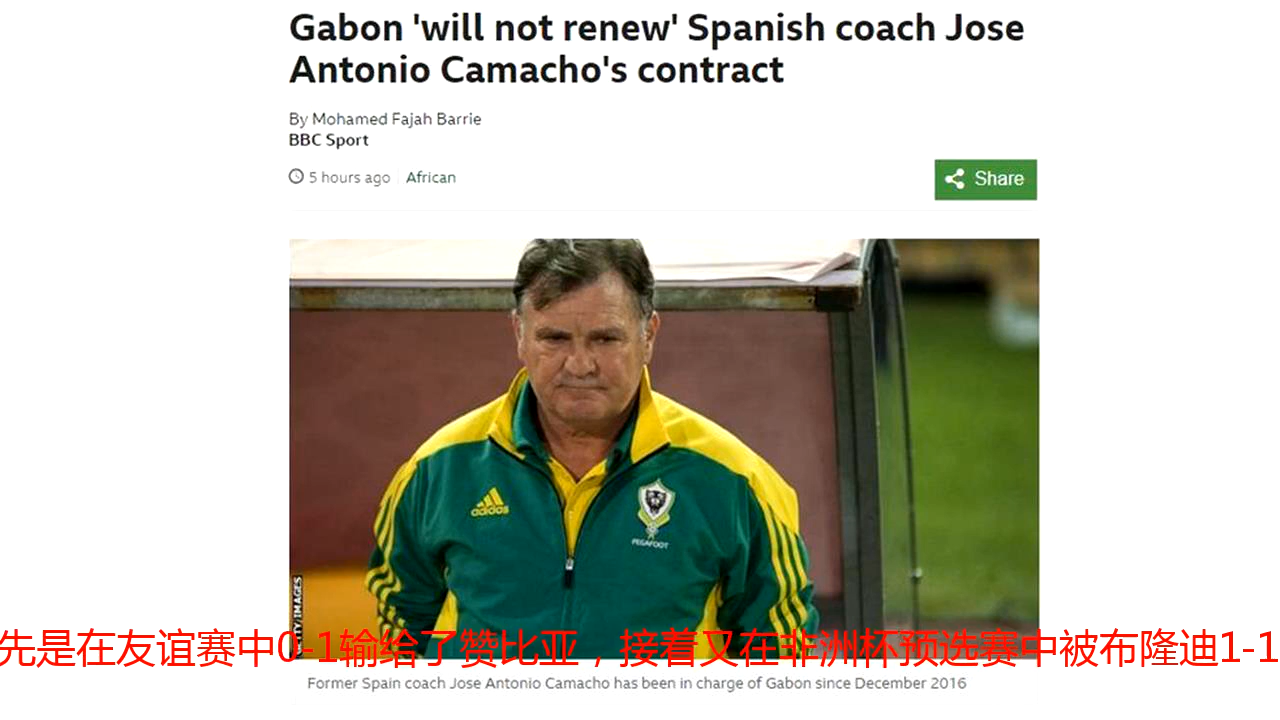 Gabon 'will not renew' Spanish coach Jose
Antonio Camacho's contract
By Mohamed Fajah Barrie
BBC Sport
5 hours ago
African
Share
adidas
FEGAFOOT
IMAGES
先是在友谊赛中0-1输给了赞比亚，接着又在非洲杯预选赛中被布隆迪1-1
Former Spain coach Jose Antonio Camacho has been in charge of Gabon since December 2016